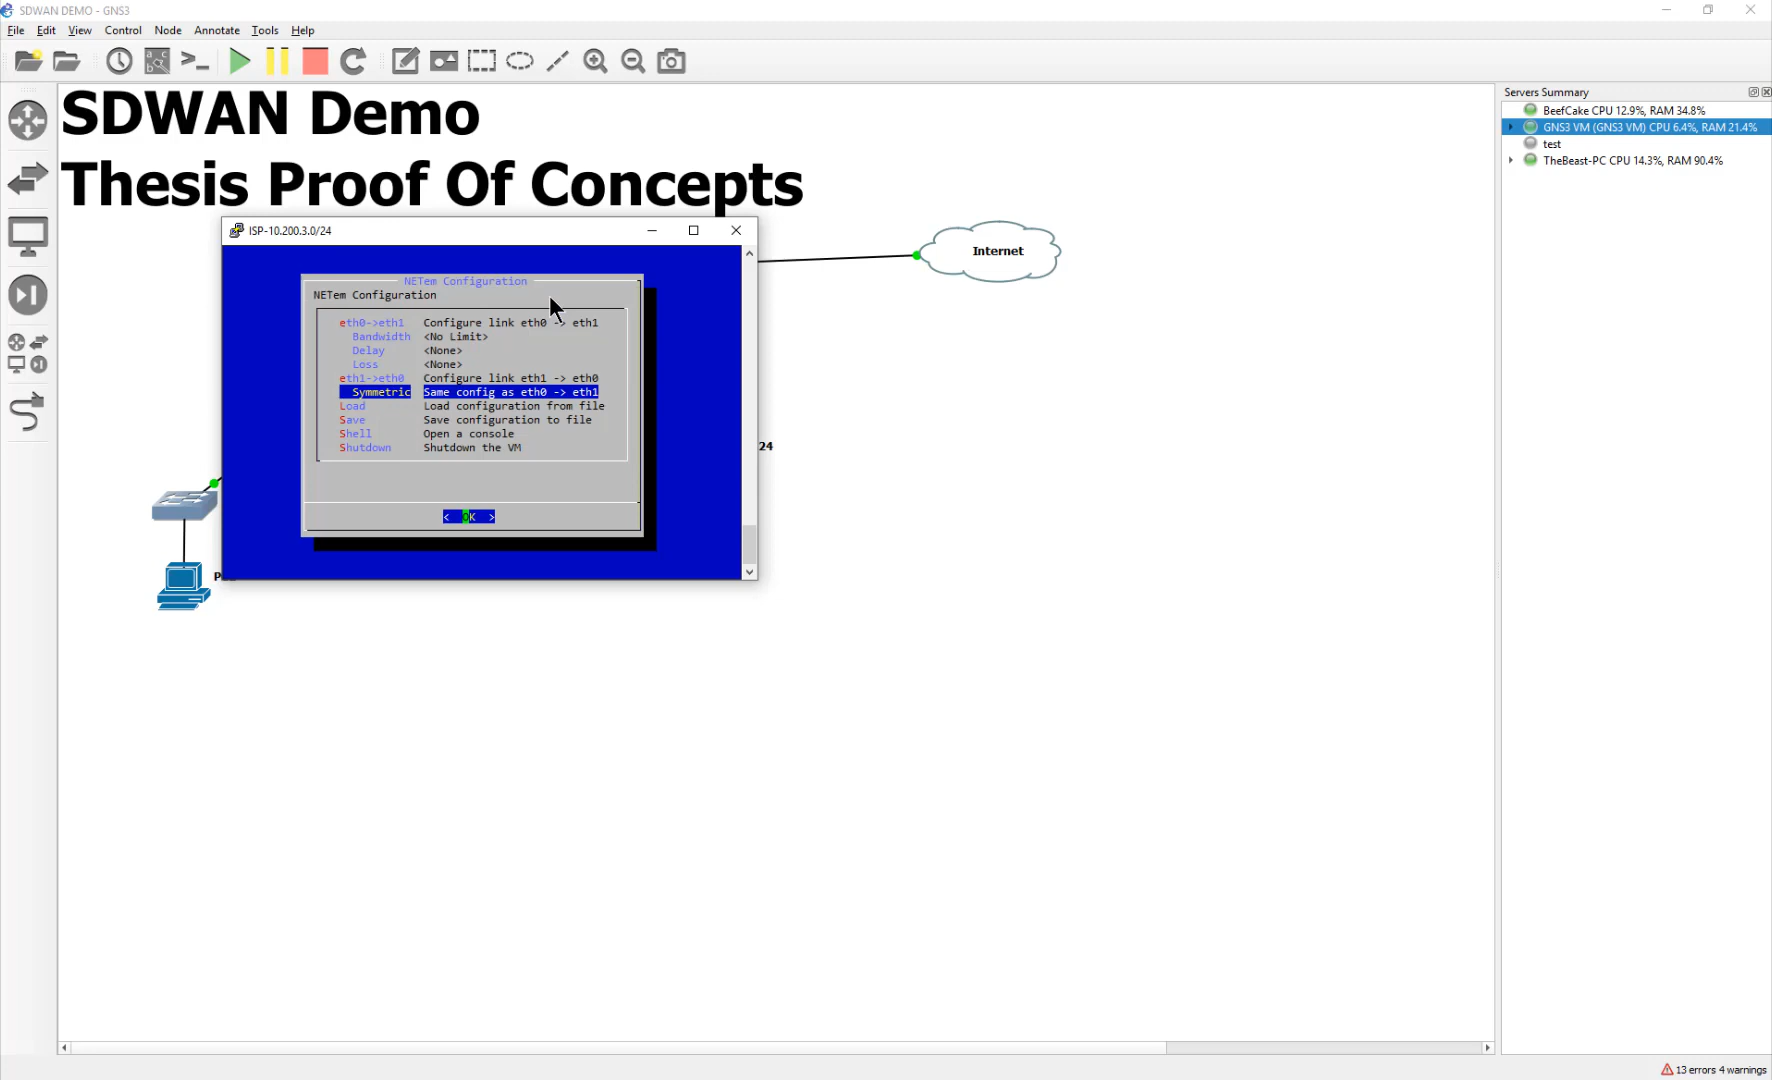 SDWAN DEMO - GNS3
File Edit View Control Node Annotate Tools Help
SDWAN Demo
Thesis Proof Of Concepts
ISP-10.200.3.0/24
NETem Configuration
NETem Configuration
eth0->eth1 Configure link eth0 -> eth1
Bandwidth <No Limit>
Delay <None>
Loss <None>
eth1->eth0 Configure link eth1 -> eth0
Symmetric Same config as eth0 -> eth1
Load Load configuration from file
Save Save configuration to file
Shell Open a console
Shutdown Shutdown the VM
< OK >
Internet
24
Servers Summary
BeefCake CPU 12.9%, RAM 34.8%
GNS3 VM (GNS3 VM) CPU 6.4%, RAM 21.4%
test
TheBeast-PC CPU 14.3%, RAM 90.4%
13 errors 4 warnings